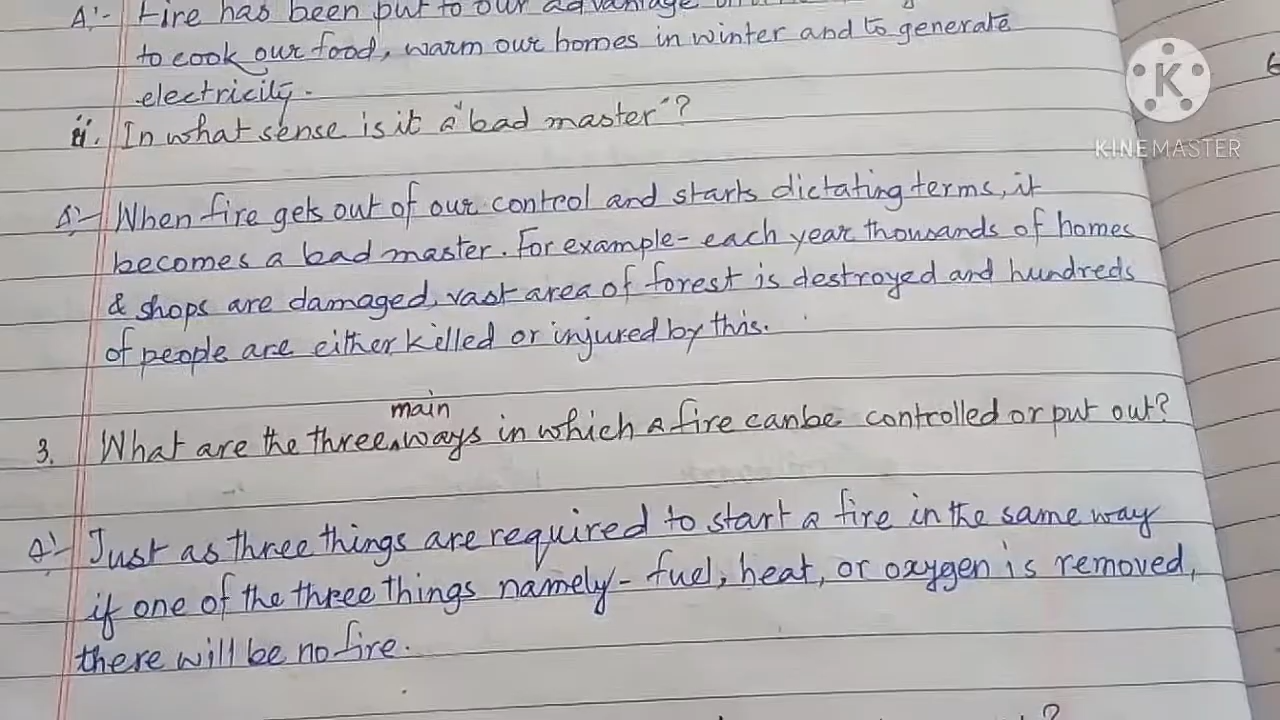 A:- Fire has been put to our advantage
to cook our food, warm our homes in winter and to generate
electricity.
ii. In what sense is it a "bad master"?
A:- When fire gets out of our control and starts dictating terms, it
becomes a bad master. For example- each year thousands of homes
& shops are damaged, vast area of forest is destroyed and hundreds
of people are either killed or injured by this.
main
3. What are the three ways in which a fire can be controlled or put out?
A:- Just as three things are required to start a fire in the same way
if one of the three things namely- fuel, heat, or oxygen is removed,
there will be no fire.
K
KINEMASTER
6
?